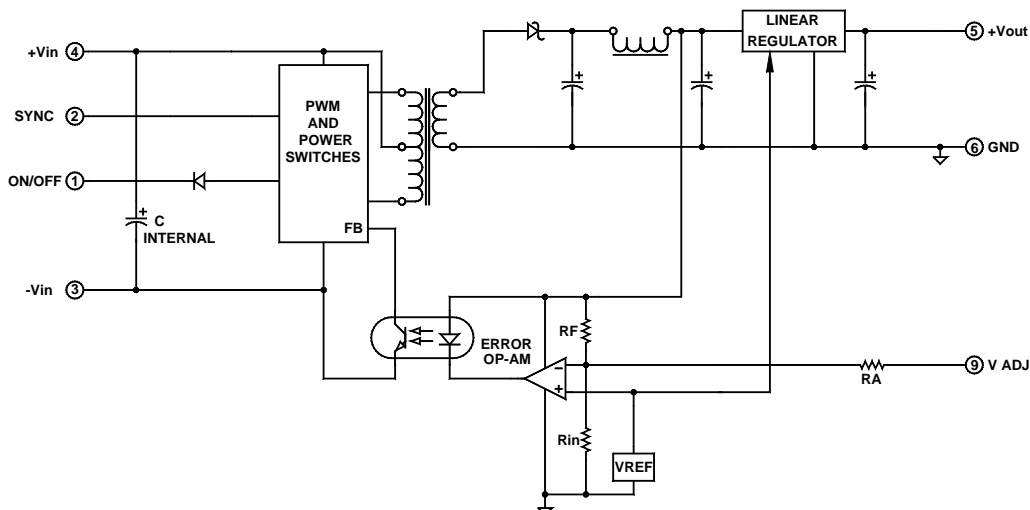 LINEAR
REGULATOR
5 +Vout
+Vin 4
PWM
AND
POWER
SWITCHES
SYNC 2
6 GND
ON/OFF 1
+
C
INTERNAL
FB
-Vin 3
RF
ERROR
OP-AM
9 V ADJ
RA
Rin
VREF